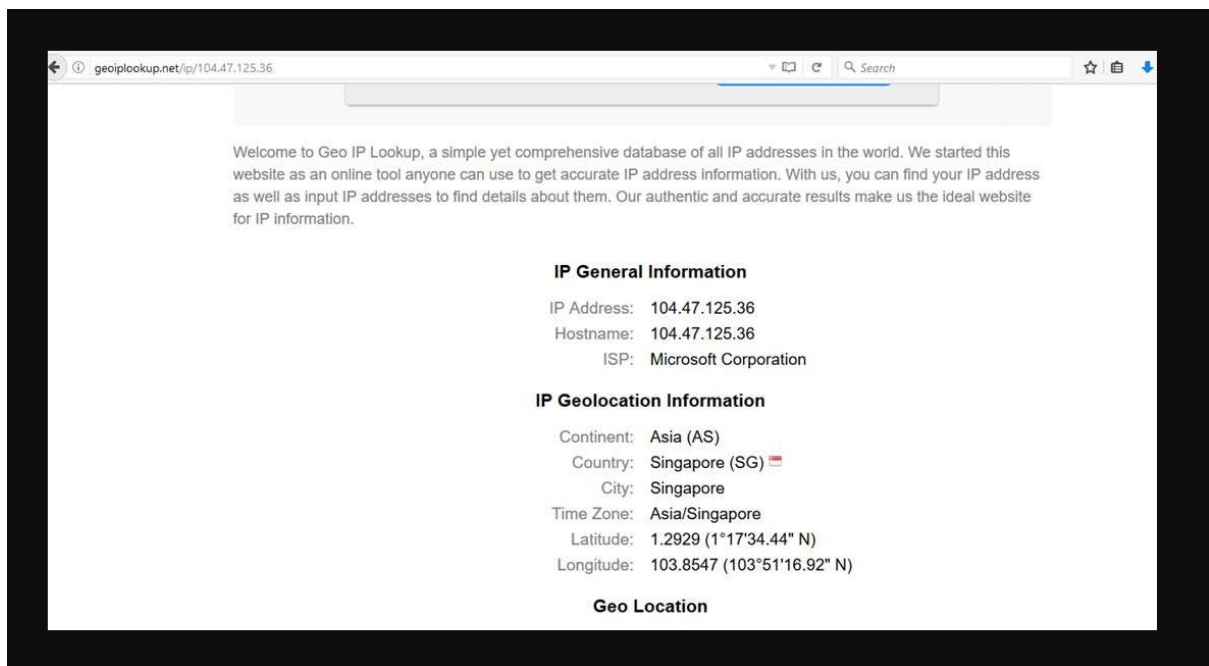 geoiplookup.net/ip/104.47.125.36 Search
Welcome to Geo IP Lookup, a simple yet comprehensive database of all IP addresses in the world. We started this
website as an online tool anyone can use to get accurate IP address information. With us, you can find your IP address
as well as input IP addresses to find details about them. Our authentic and accurate results make us the ideal website
for IP information.
IP General Information
IP Address: 104.47.125.36
Hostname: 104.47.125.36
ISP: Microsoft Corporation
IP Geolocation Information
Continent: Asia (AS)
Country: Singapore (SG)
City: Singapore
Time Zone: Asia/Singapore
Latitude: 1.2929 (1°17'34.44" N)
Longitude: 103.8547 (103°51'16.92" N)
Geo Location